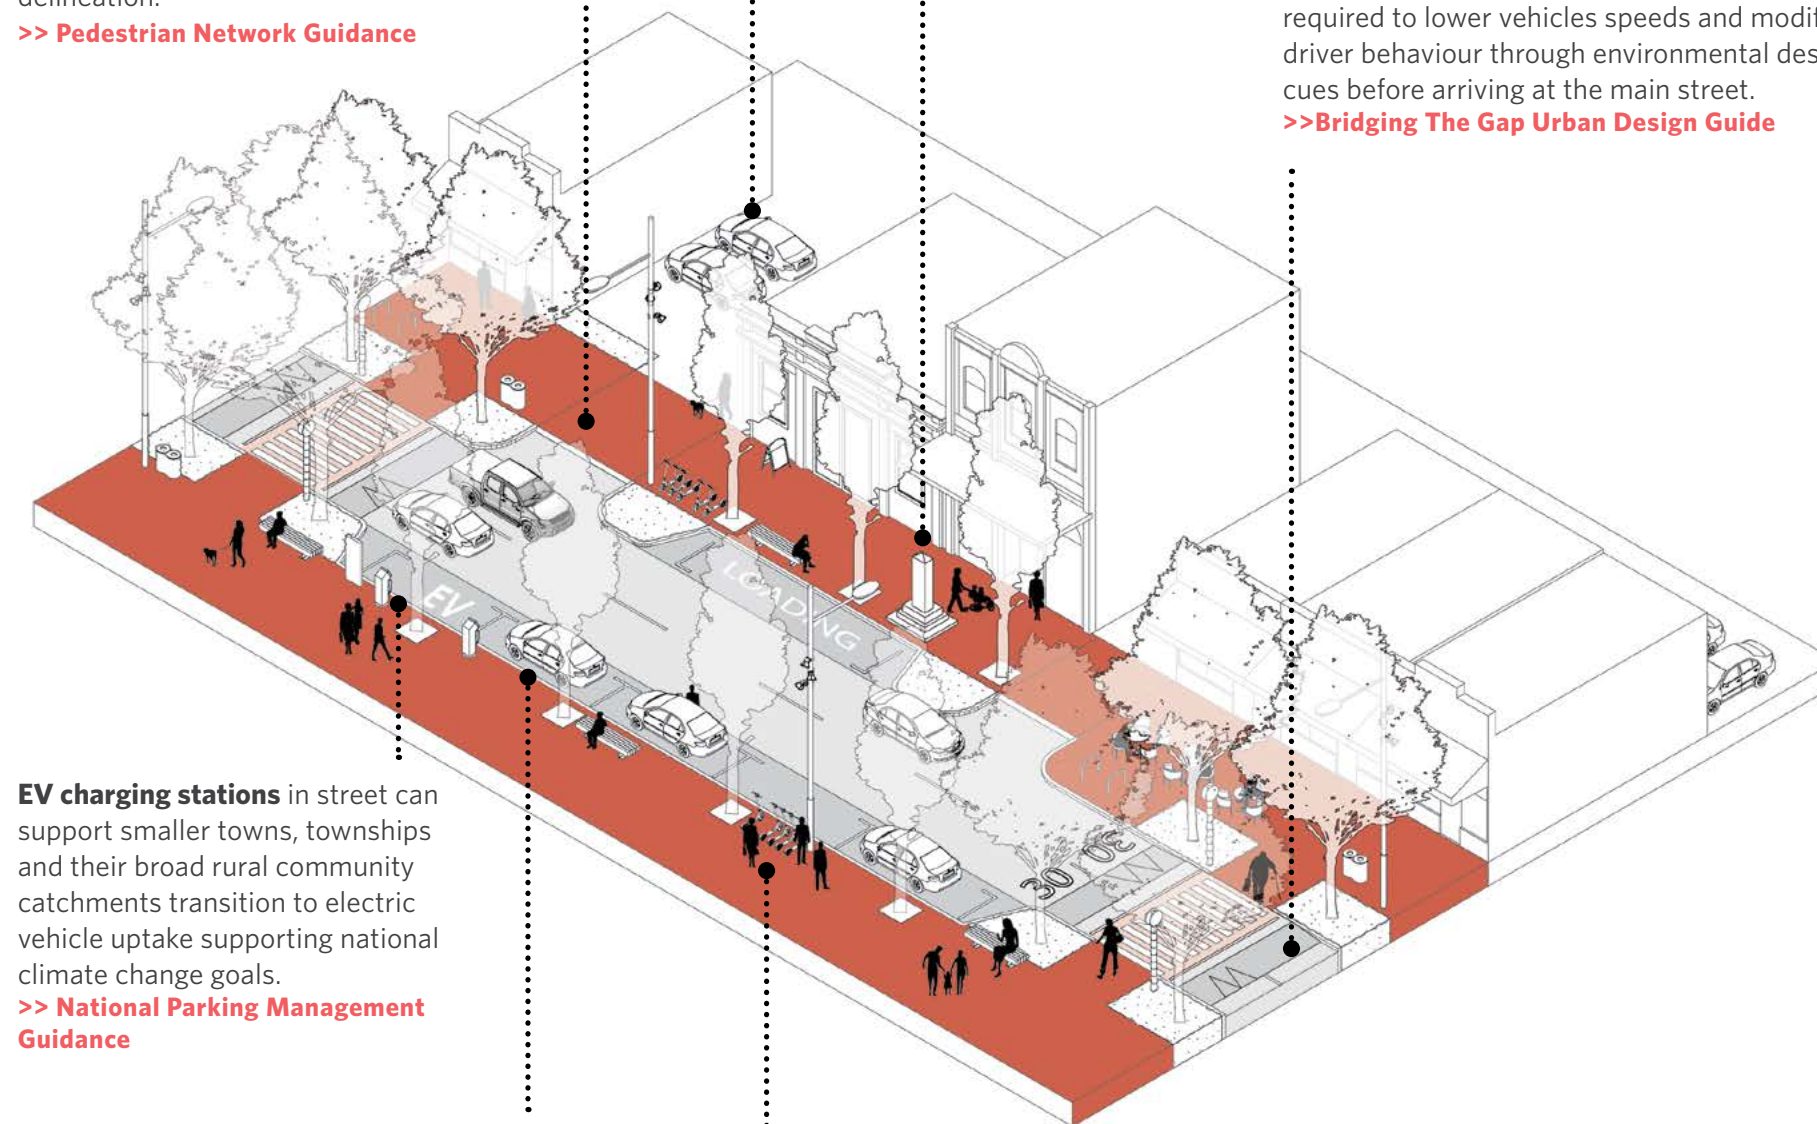 delineation.
>> Pedestrian Network Guidance
required to lower vehicles speeds and modif
driver behaviour through environmental des
cues before arriving at the main street.
>>Bridging The Gap Urban Design Guide
LOADING
EV
30
30
EV charging stations in street can
support smaller towns, townships
and their broad rural community
catchments transition to electric
vehicle uptake supporting national
climate change goals.
>> National Parking Management
Guidance